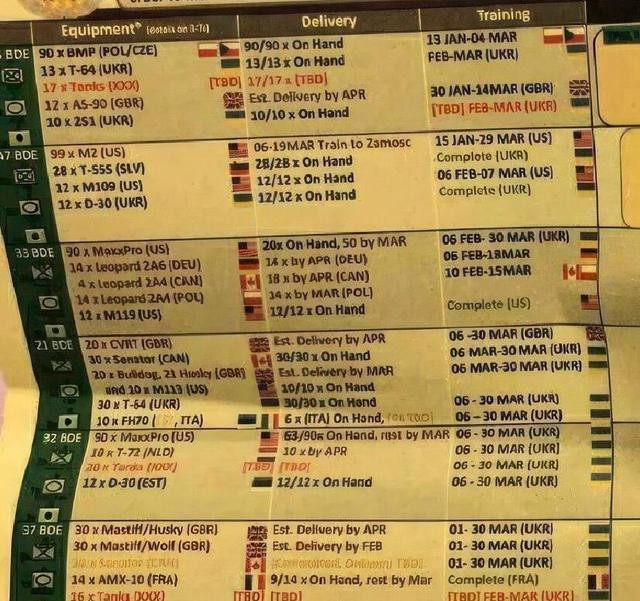 Equipment* (details on Delivery Training
BDE 90 x BMP (POL/CZE) 90/90 x On Hand 13 JAN-04 MAR
13 x T-64 (UKR) 13/13 x On Hand FEB-MAR (UKR)
17 x Tanks (XXX) [TBD] 17/17 x [TBD]
12 x AS-90 (GBR) Est. Delivery by APR 30 JAN-14MAR (GBR)
10 x 2S1 (UKR) 10/10 x On Hand [TBD] FEB-MAR (UKR)
47 BDE 99 x M2 (US) 06-19MAR Train to Zamosc 15 JAN-29 MAR (US)
28 x T-55S (SLV) 28/28 x On Hand Complete (UKR)
12 x M109 (US) 12/12 x On Hand 06 FEB-07 MAR (US)
12 x D-30 (UKR) 12/12 x On Hand Complete (UKR)
33 BDE 90 x MaxxPro (US) 20x On Hand, 50 by MAR 06 FEB- 30 MAR (UKR)
14 x Leopard 2A6 (DEU) 14 x by APR (DEU) 06 FEB-18MAR
4 x Leopard 2A4 (CAN) x by APR (CAN) 10 FEB-15MAR
14 x Leopard 2A4 (POL) 14 x by MAR (POL)
12 x M119 (US) 12/12 x On Hand Complete (US)
21 BDE 20 x CVRT (GBR) Est. Delivery by APR 06 -30 MAR (GBR)
30 x Senator (CAN) 30/30 x On Hand 06 MAR-30 MAR (UKR)
20 x Bulldog, 21 Husky (GBR) Est. Delivery by MAR 06 MAR-30 MAR (UKR)
and 10 x M113 (US) 10/10 x On Hand
30 x T-64 (UKR) 30/30 x On Hand 06 - 30 MAR (UKR)
10 x FH70 ( , ITA) 6 x (ITA) On Hand, TBD] 06 – 30 MAR (UKR)
32 BDE 90 x MaxxPro (US) 63/90x On Hand, rest by MAR 06 - 30 MAR (UKR)
10 x T-72 (NLD) 10 x by APR 06 - 30 MAR (UKR)
20 x Tanks (XXX) [TBD] [TBD] 06 - 30 MAR (UKR)
12 x D-30 (EST) 12/12 x On Hand 06 - 30 MAR (UKR)
37 BDE 30 x Mastiff/Husky (GBR) Est. Delivery by APR 01- 30 MAR (UKR)
30 x Mastiff/Wolf (GBR) Est. Delivery by FEB 01- 30 MAR (UKR)
Senator TBD] 01- 30 MAR (UKR)
14 x AMX-10 (FRA) 9/14 x On Hand, rest by Mar Complete (FRA)
16 x Tanks (XXX) [TBD] [TBD] [TBD] FEB-MAR (UKR)